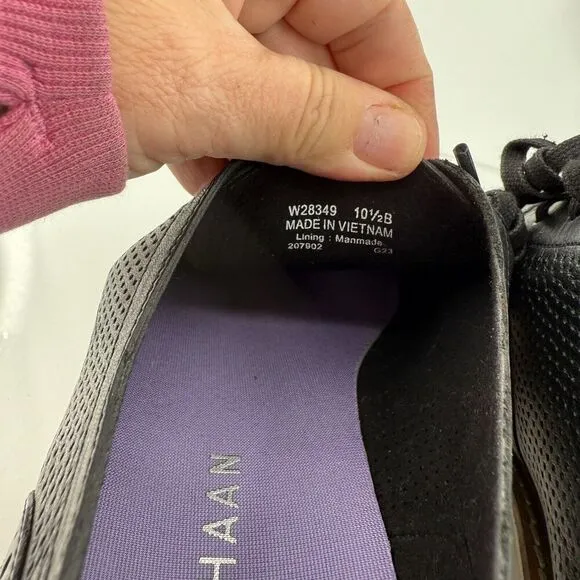 W28349 10½B
MADE IN VIETNAM
Lining : Manmade
207902 G23
HAAN